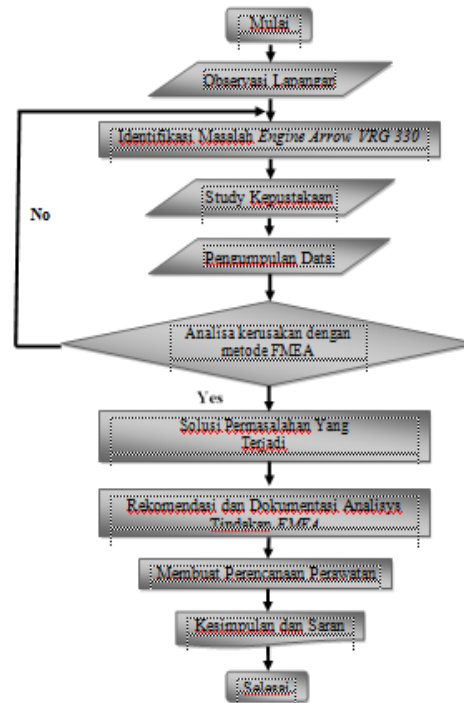 Mulai
Observasi Lapangan
Identifikasi Masalah Engine Arrow VRG 330
Study Kepustakaan
No
Pengumpulan Data
Analisa kerusakan dengan
metode FMEA
Yes
Solusi Permasalahan Yang
Terjadi
Rekomendasi dan Dokumentasi Analisya
Tindakan FMEA
Membuat Perencanaan Perawatan
Kesimpulan dan Saran
Selesai